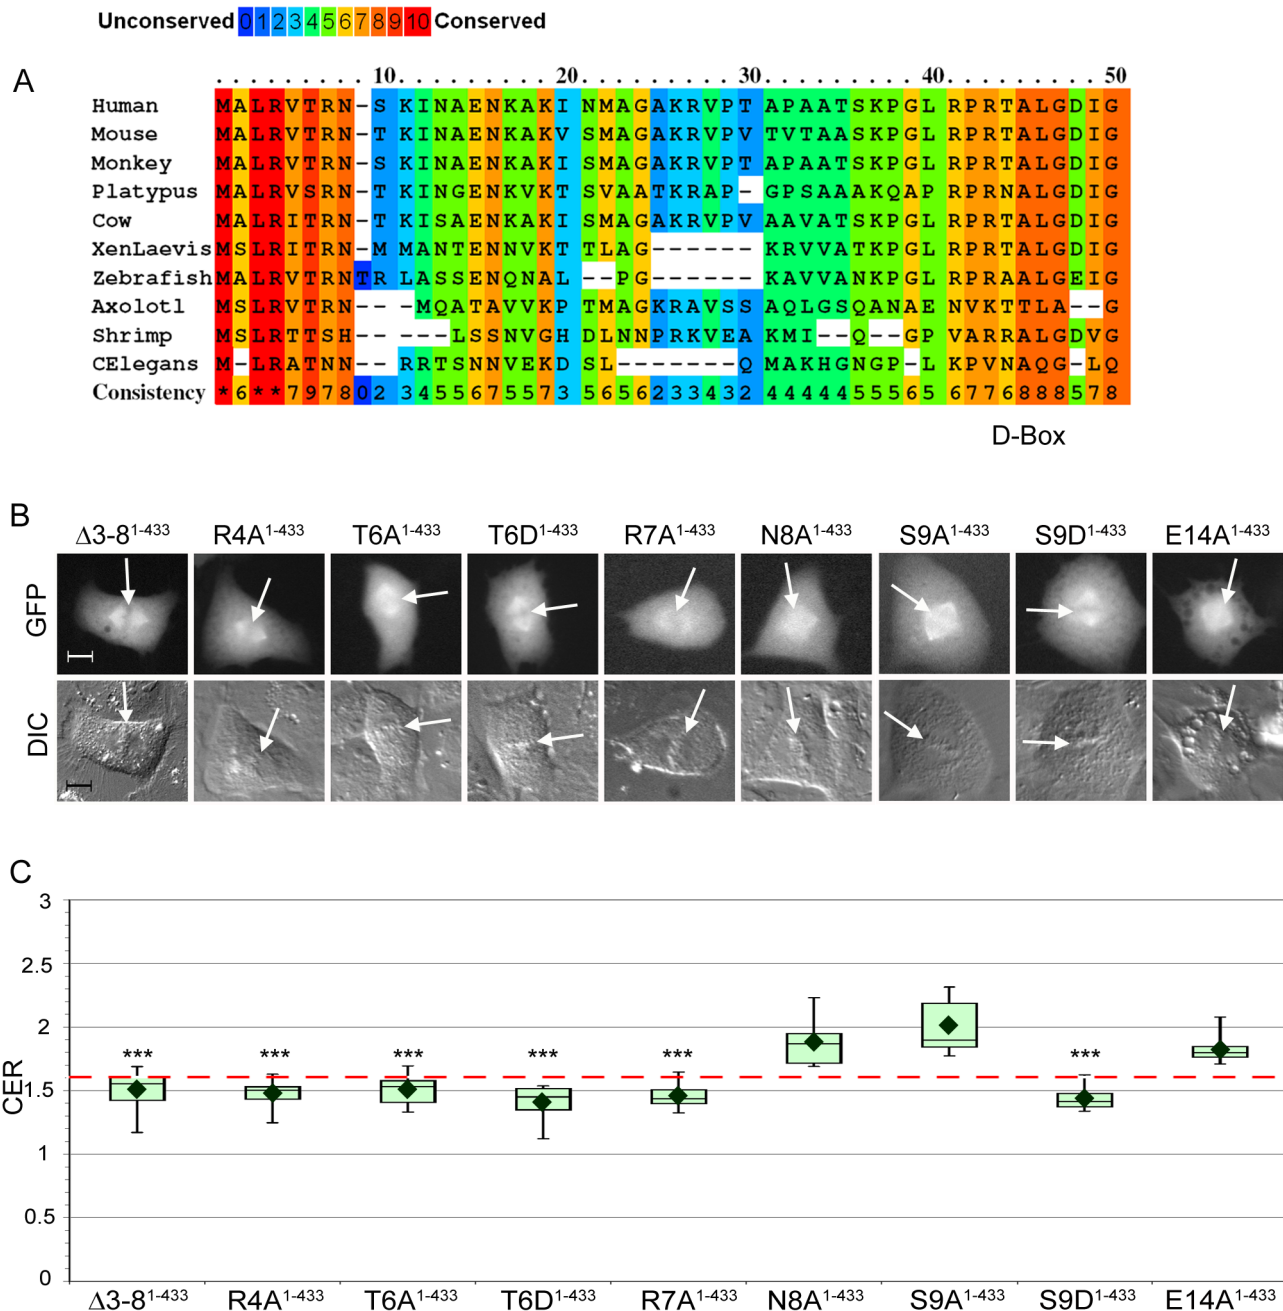 Unconserved 0 1 2 3 4 5 6 7 8 9 10 Conserved
A
. . . . . . . . . 10 . . . . . . . . . 20 . . . . . . . . . 30 . . . . . . . . . 40 . . . . . . . . . 50
Human MALRVTRN-S KINAENKAKI NMAGAKRVPT APAATSKPGL RPRTALGDIG
Mouse MALRVTRN-T KINAENKAKV SMAGAKRVPV TVTAASKPGL RPRTALGDIG
Monkey MALRVTRN-S KINAENKAKI SMAGAKRVPT APAATSKPGL RPRTALGDIG
Platypus MALRVSRN-T KINGENKVKT SVAATKRAP- GPSAAAKQAP RPRNALGDIG
Cow MALRITRN-T KISAENKAKI SMAGAKRVPV AAVATSKPGL RPRTALGDIG
XenLaevis MSLRITRN-M MANTENNVKT TLAG------ KRVVATKPGL RPRTALGDIG
Zebrafish MALRVTRNTR LASSENQNAL --PG------ KAVVANKPGL RPRAALGEIG
Axolotl MSLRVTRN-- -MQATAVVKP TMAGKRAVSS AQLGSQANAE NVKTTLA--G
Shrimp MSLRTTSH-- ---LSSNVGH DLNNPRKVEA KMI--Q--GP VARRALGDVG
CElegans M-LRATNN-- RRTSNNVEKD SL-------Q MAKHGNGP-L KPVNAQG-LQ
Consistency *6**797802 3455675573 5656233432 4444455565 6776888578
D-Box
B
Δ3-8¹⁻⁴³³ R4A¹⁻⁴³³ T6A¹⁻⁴³³ T6D¹⁻⁴³³ R7A¹⁻⁴³³ N8A¹⁻⁴³³ S9A¹⁻⁴³³ S9D¹⁻⁴³³ E14A¹⁻⁴³³
GFP
DIC
C
3
2.5
2
*** *** *** *** *** ***
1.5
1
0.5
0
CER
Δ3-8¹⁻⁴³³ R4A¹⁻⁴³³ T6A¹⁻⁴³³ T6D¹⁻⁴³³ R7A¹⁻⁴³³ N8A¹⁻⁴³³ S9A¹⁻⁴³³ S9D¹⁻⁴³³ E14A¹⁻⁴³³